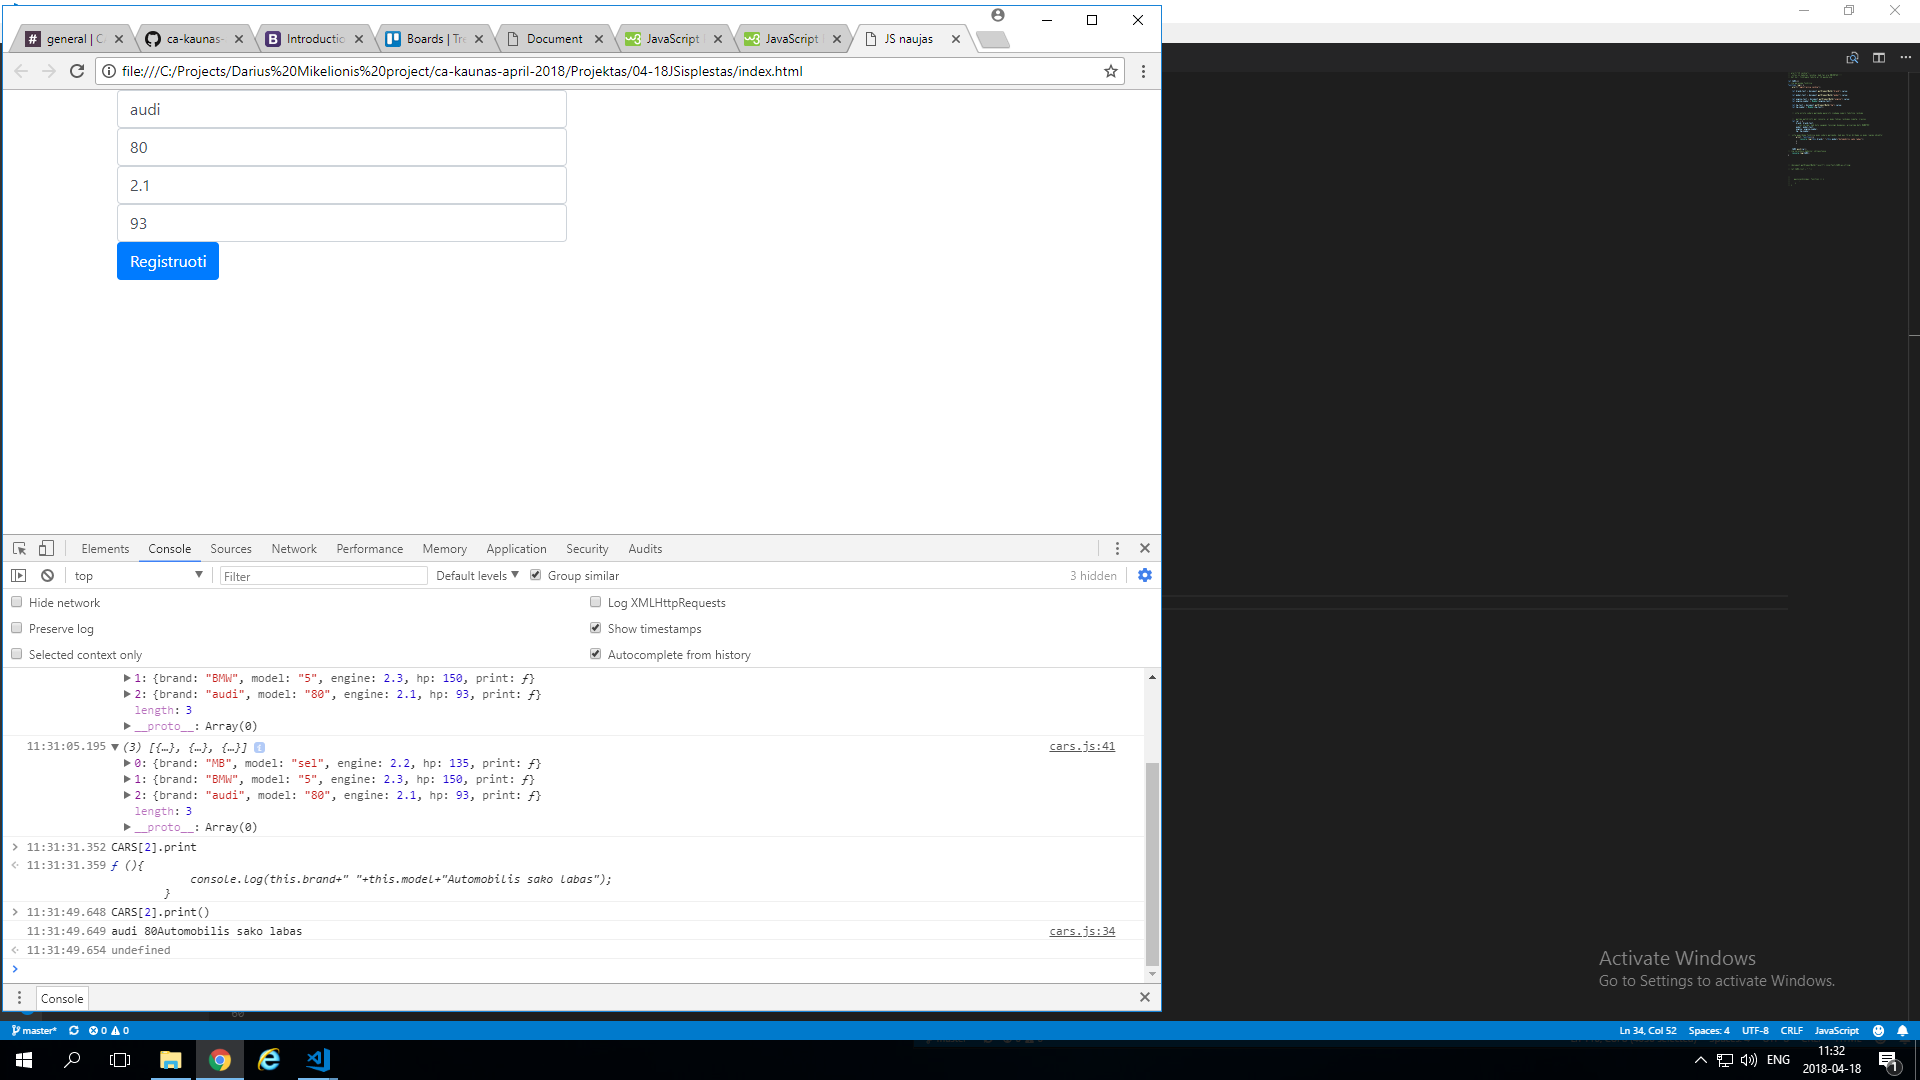 general | C
ca-kaunas-
Introductio
Boards | Tre
Document
JavaScript
JavaScript
JS naujas
file:///C:/Projects/Darius%20Mikelionis%20project/ca-kaunas-april-2018/Projektas/04-18JSisplestas/index.html
audi
80
2.1
93
Registruoti
Elements Console Sources Network Performance Memory Application Security Audits
top Filter Default levels Group similar 3 hidden
Hide network Log XMLHttpRequests
Preserve log Show timestamps
Selected context only Autocomplete from history
1: {brand: "BMW", model: "5", engine: 2.3, hp: 150, print: ƒ}
2: {brand: "audi", model: "80", engine: 2.1, hp: 93, print: ƒ}
length: 3
__proto__: Array(0)
11:31:05.195 (3) [{…}, {…}, {…}] cars.js:41
0: {brand: "MB", model: "sel", engine: 2.2, hp: 135, print: ƒ}
1: {brand: "BMW", model: "5", engine: 2.3, hp: 150, print: ƒ}
2: {brand: "audi", model: "80", engine: 2.1, hp: 93, print: ƒ}
length: 3
__proto__: Array(0)
11:31:31.352 CARS[2].print
11:31:31.359 ƒ (){
console.log(this.brand+" "+this.model+"Automobilis sako labas");
}
11:31:49.648 CARS[2].print()
11:31:49.649 audi 80Automobilis sako labas cars.js:34
11:31:49.654 undefined
Console
Activate Windows
Go to Settings to activate Windows.
master* 0 0 Ln 34, Col 52 Spaces: 4 UTF-8 CRLF JavaScript
ENG
11:32
2018-04-18
1